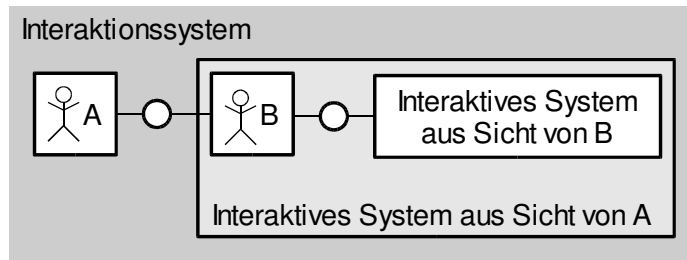 Interaktionssystem
A
B
Interaktives System
aus Sicht von B
Interaktives System aus Sicht von A